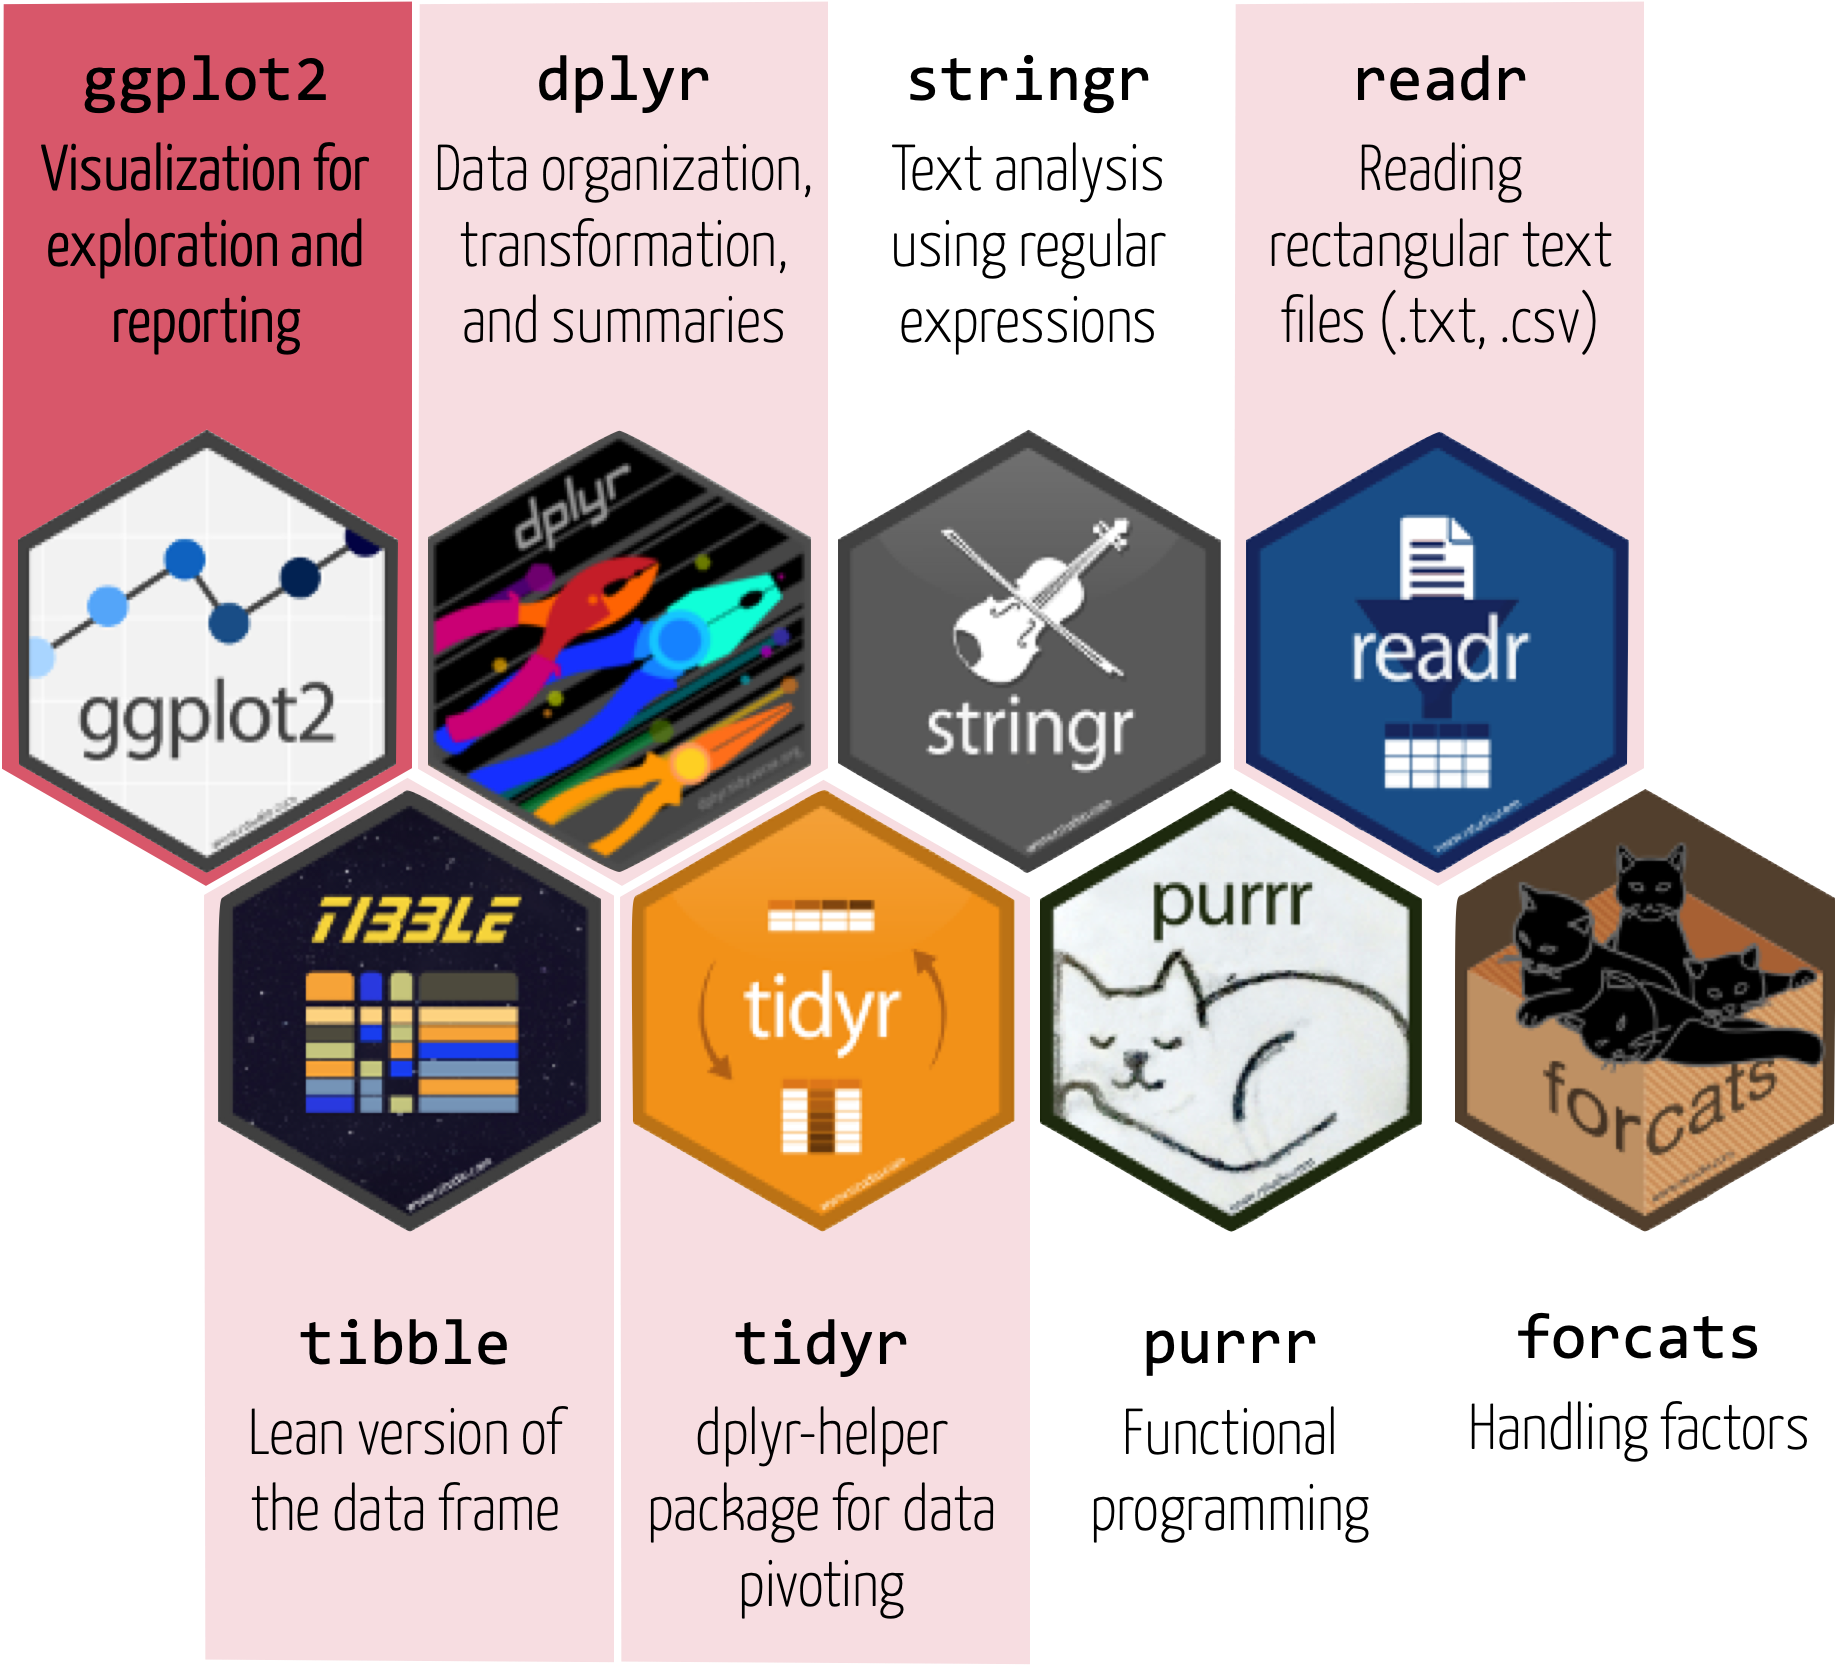 ggplot2
Visualization for
exploration and
reporting
dplyr
Data organization,
transformation,
and summaries
stringr
Text analysis
using regular
expressions
readr
Reading
rectangular text
files (.txt, .csv)
ggplot2
dplyr
stringr
readr
TIBBLE
tidyr
purrr
forcats
tibble
Lean version of
the data frame
tidyr
dplyr-helper
package for data
pivoting
purrr
Functional
programming
forcats
Handling factors